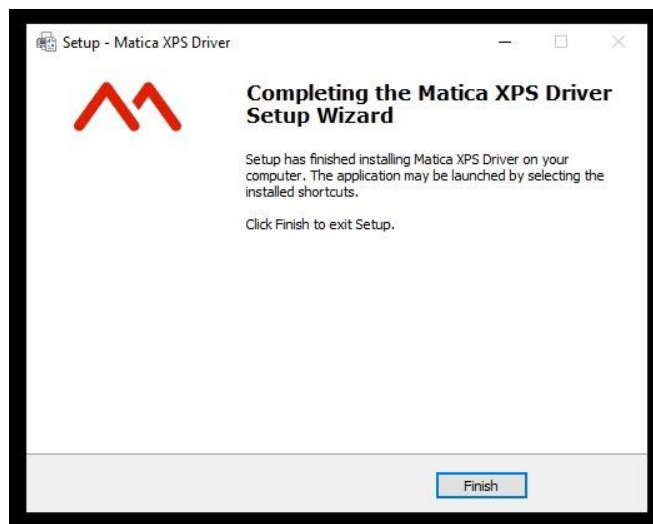 Setup - Matica XPS Driver
Completing the Matica XPS Driver
Setup Wizard
Setup has finished installing Matica XPS Driver on your
computer. The application may be launched by selecting the
installed shortcuts.
Click Finish to exit Setup.
Finish